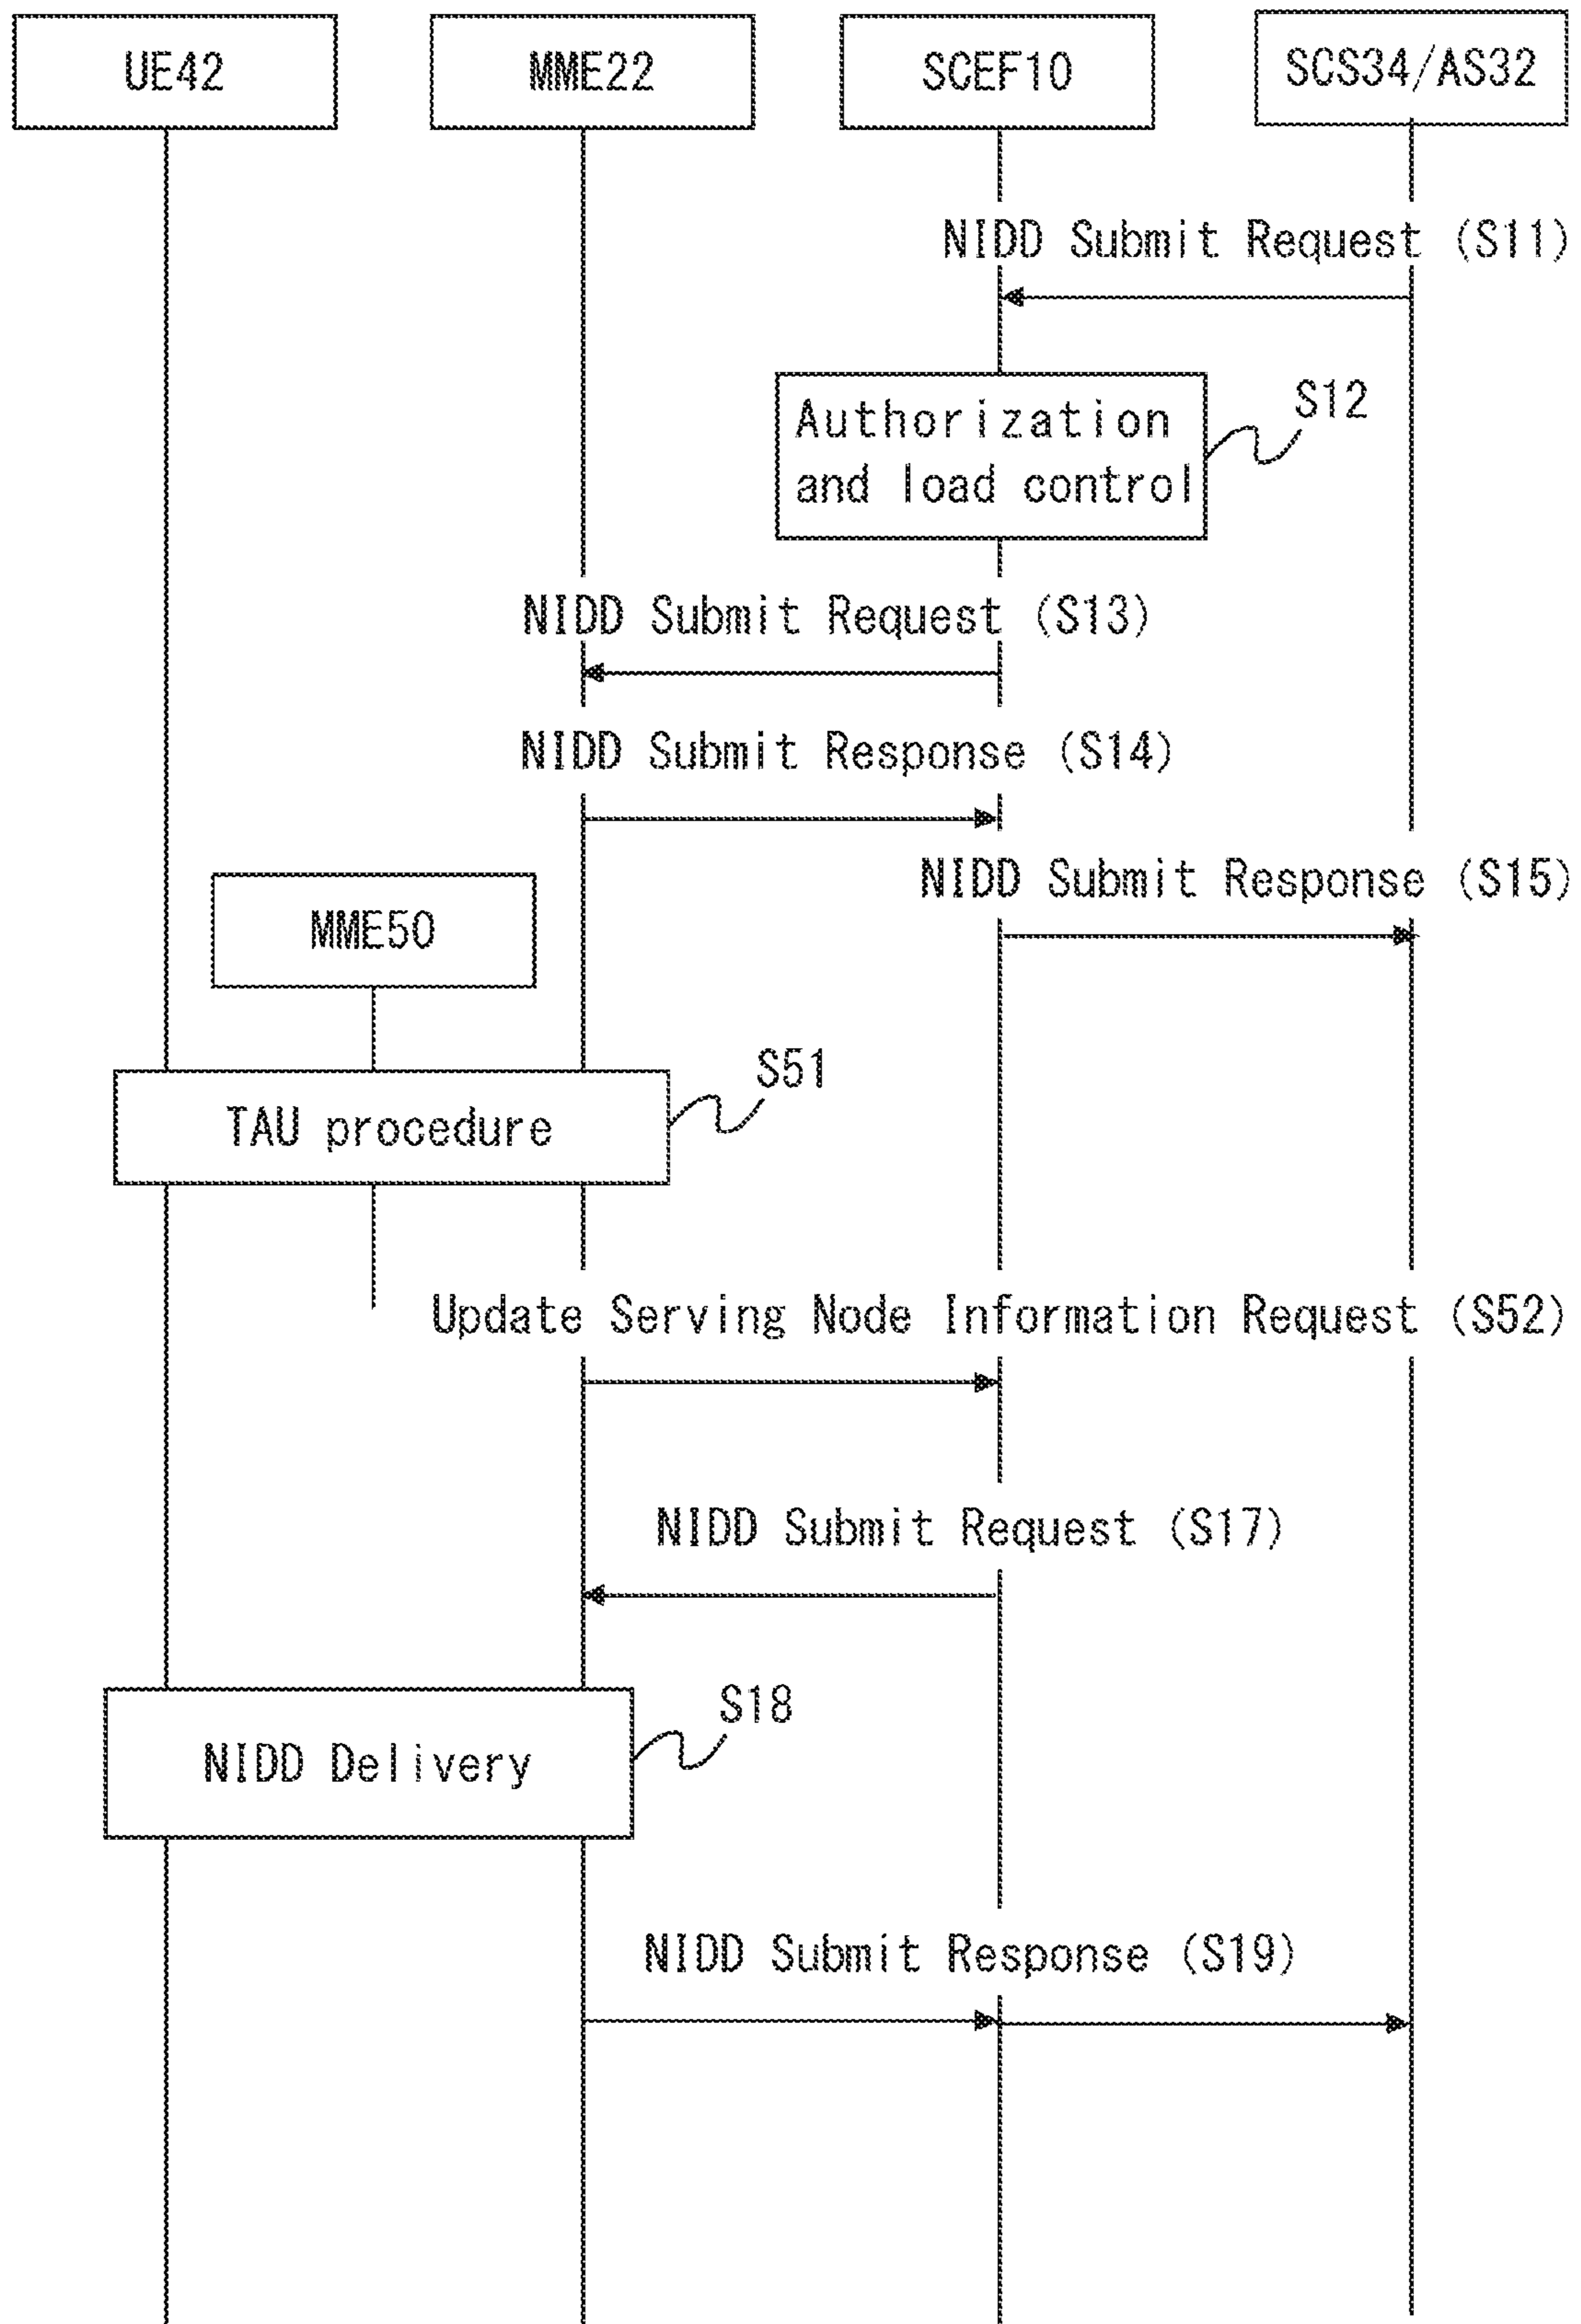 UE42
MME22
SCEF10
SCS34/AS32
NIDD Submit Request (S11)
Authorization
and load control
S12
NIDD Submit Request (S13)
NIDD Submit Response (S14)
NIDD Submit Response (S15)
MME50
TAU procedure
S51
Update Serving Node Information Request (S52)
NIDD Submit Request (S17)
NIDD Delivery
S18
NIDD Submit Response (S19)